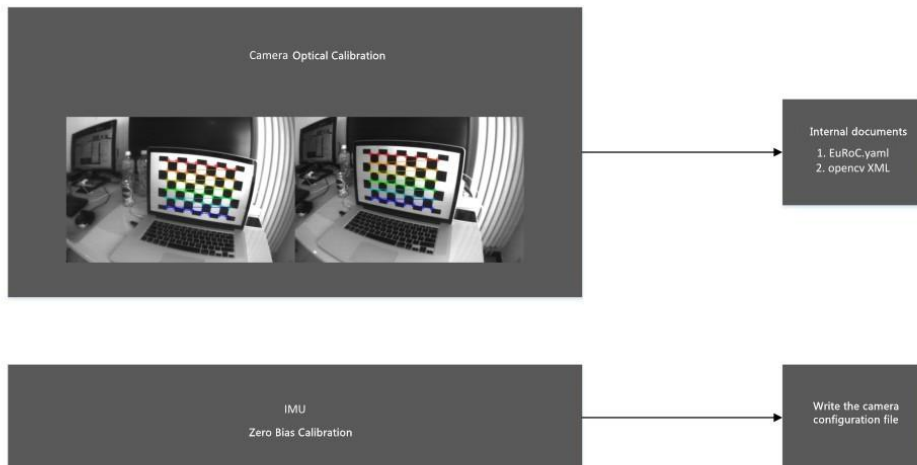 Camera Optical Calibration
Internal documents
1. EuRoC.yaml
2. opencv XML
IMU
Zero Bias Calibration
Write the camera
configuration file